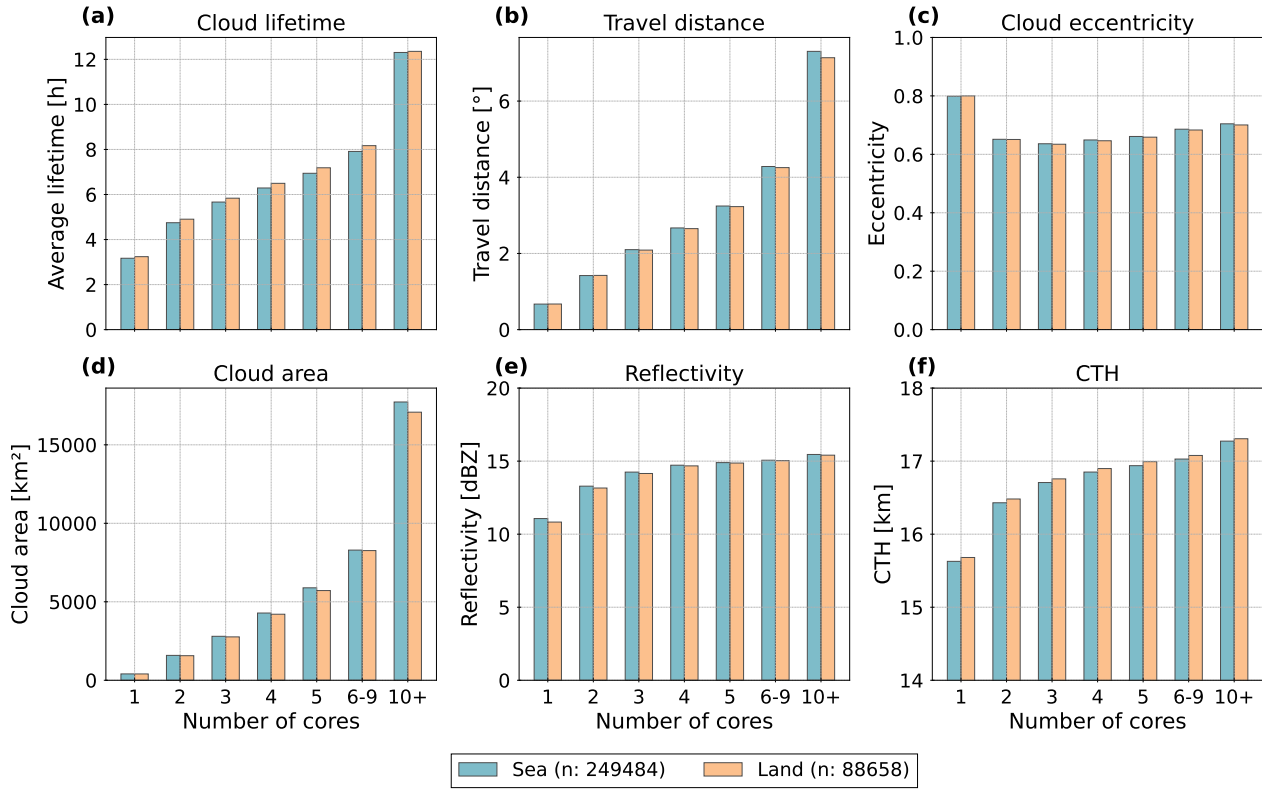 (a) Cloud lifetime
Average lifetime [h]
12
10
8
6
4
2
0
(b) Travel distance
Travel distance [°]
6
4
2
0
(c) Cloud eccentricity
Eccentricity
1.0
0.8
0.6
0.4
0.2
0.0
(d) Cloud area
Cloud area [km²]
15000
10000
5000
0
1 2 3 4 5 6-9 10+
Number of cores
(e) Reflectivity
Reflectivity [dBZ]
20
15
10
5
0
1 2 3 4 5 6-9 10+
Number of cores
(f) CTH
CTH [km]
18
17
16
15
14
1 2 3 4 5 6-9 10+
Number of cores
Sea (n: 249484) Land (n: 88658)